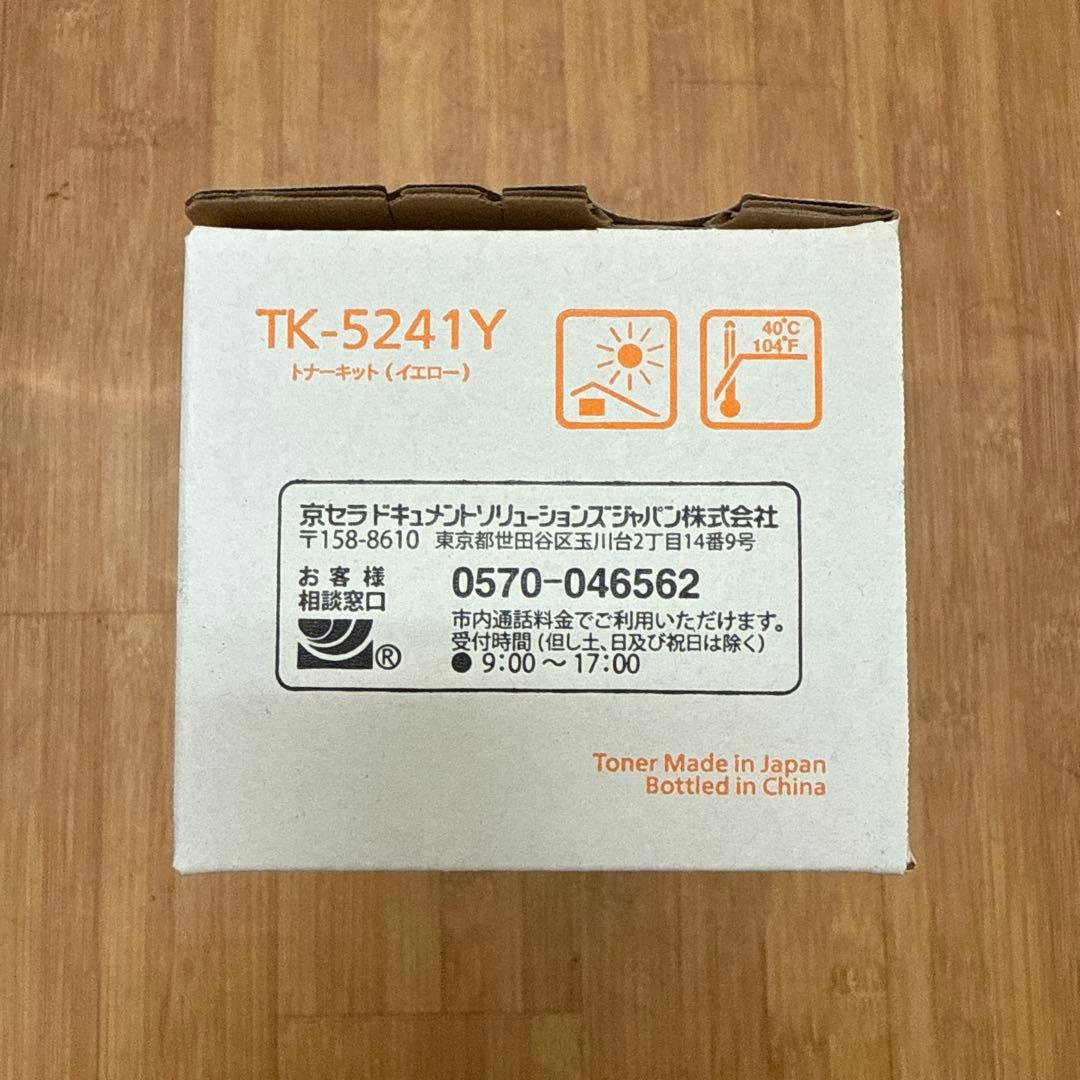 TK-5241Y
トナーキット（イエロー）
40°C
104°F
京セラドキュメントソリューションズジャパン株式会社
〒158-8610 東京都世田谷区玉川台2丁目14番9号
お客様
相談窓口
0570-046562
市内通話料金でご利用いただけます。
受付時間（但し土、日及び祝日は除く）
●9:00～17:00
®
Toner Made in Japan
Bottled in China